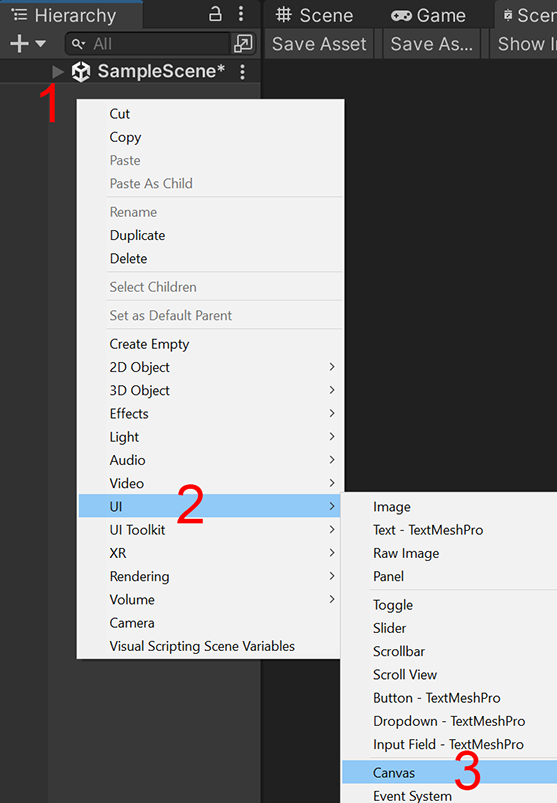 Hierarchy
Scene
Game
All
Save Asset
Save As...
SampleScene*
1
Cut
Copy
Paste
Paste As Child
Rename
Duplicate
Delete
Select Children
Set as Default Parent
Create Empty
2D Object
3D Object
Effects
Light
Audio
Video
UI
2
UI Toolkit
XR
Rendering
Volume
Camera
Visual Scripting Scene Variables
Image
Text - TextMeshPro
Raw Image
Panel
Toggle
Slider
Scrollbar
Scroll View
Button - TextMeshPro
Dropdown - TextMeshPro
Input Field - TextMeshPro
Canvas
3
Event System